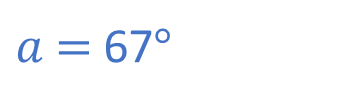 a = 67°